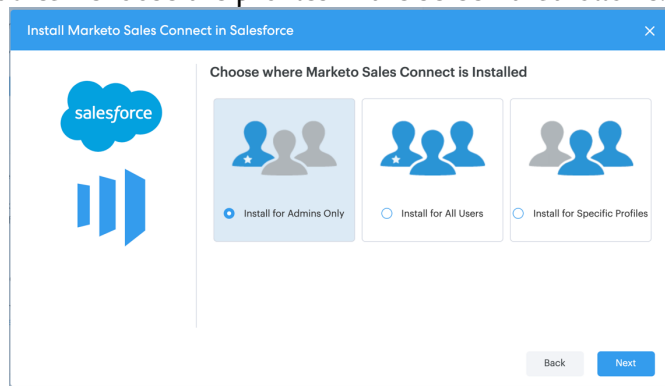 Install Marketo Sales Connect in Salesforce
Choose where Marketo Sales Connect is Installed
salesforce
Install for Admins Only
Install for All Users
Install for Specific Profiles
Back
Next